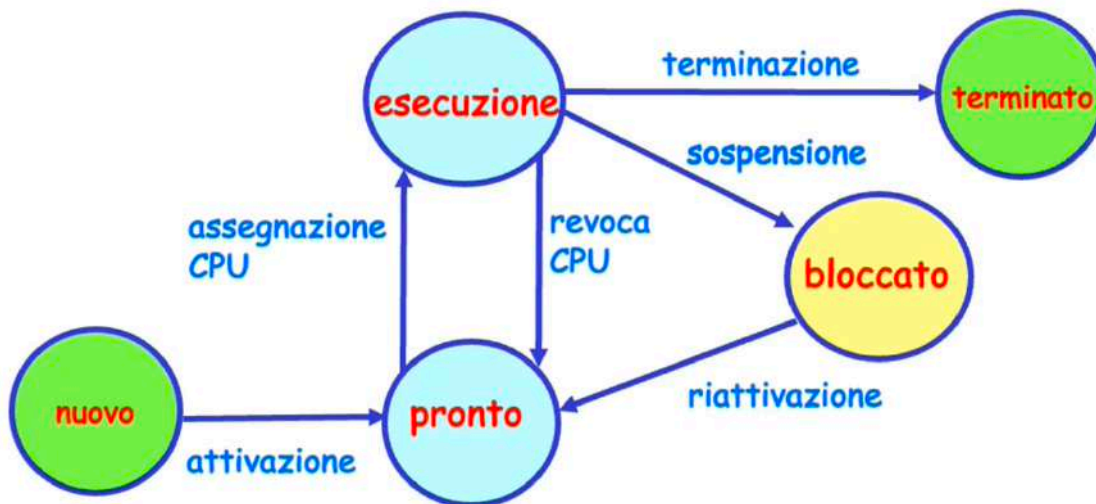 terminazione
esecuzione
terminato
sospensione
assegnazione
CPU
revoca
CPU
bloccato
riattivazione
nuovo
pronto
attivazione